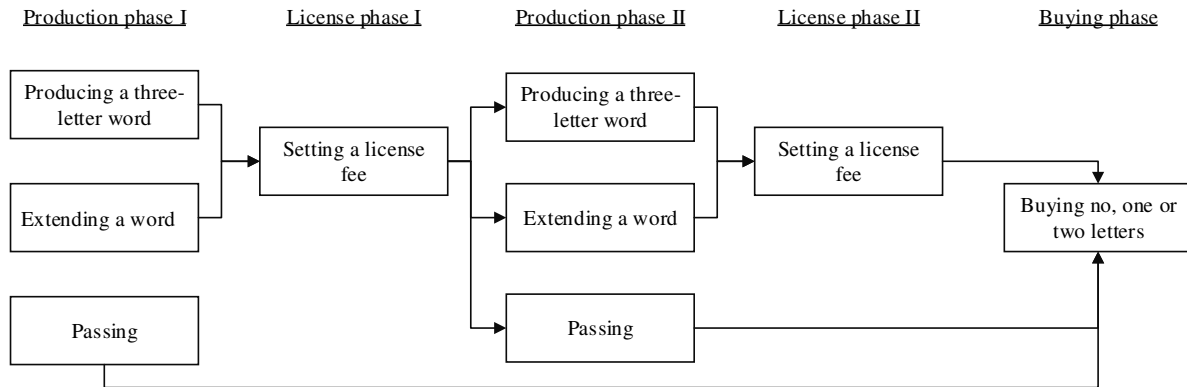 Production phase I
License phase I
Production phase II
License phase II
Buying phase
Producing a three-
letter word
Extending a word
Passing
Setting a license
fee
Producing a three-
letter word
Extending a word
Passing
Setting a license
fee
Buying no, one or
two letters